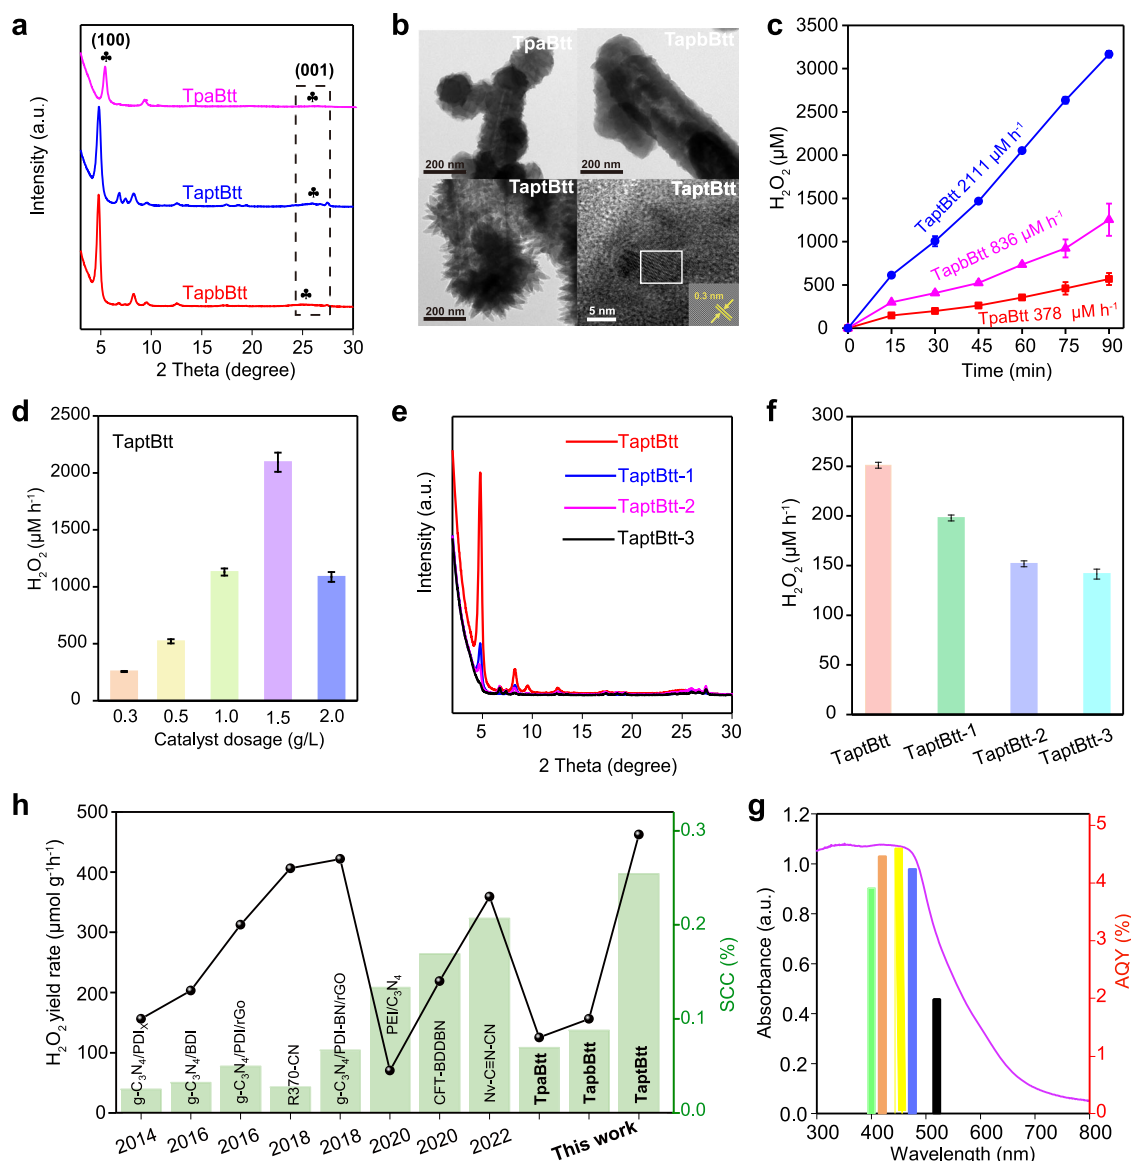 a
(100)
(001)
♣
♣
♣
♣
TpaBtt
TaptBtt
TapbBtt
Intensity (a.u.)
5 10 15 20 25 30
2 Theta (degree)
b
TpaBtt
200 nm
TapbBtt
200 nm
TaptBtt
200 nm
TaptBtt
0.3 nm
5 nm
c
H₂O₂ (µM)
3500
3000
2500
2000
1500
1000
500
0
TaptBtt 2111 µM h⁻¹
TapbBtt 836 µM h⁻¹
TpaBtt 378 µM h⁻¹
0 15 30 45 60 75 90
Time (min)
d
TaptBtt
H₂O₂ (µM h⁻¹)
2500
2000
1500
1000
500
0
0.3 0.5 1.0 1.5 2.0
Catalyst dosage (g/L)
e
TaptBtt
TaptBtt-1
TaptBtt-2
TaptBtt-3
Intensity (a.u.)
5 10 15 20 25 30
2 Theta (degree)
f
H₂O₂ (µM h⁻¹)
300
250
200
150
100
50
0
TaptBtt TaptBtt-1 TaptBtt-2 TaptBtt-3
h
H₂O₂ yield rate (µmol g⁻¹h⁻¹)
500
400
300
200
100
0
g-C₃N₄/PDIₓ
g-C₃N₄/BDI
g-C₃N₄/PDI/rGo
R370-CN
g-C₃N₄/PDI-BN/rGO
PEI/C₃N₄
CFT-BDDBN
Nv-C≡N-CN
TpaBtt
TapbBtt
TaptBtt
2014 2016 2016 2018 2018 2020 2020 2022 This work
0.3
0.2
0.1
0.0
SCC (%)
g
Absorbance (a.u.)
1.2
1.0
0.8
0.6
0.4
0.2
0.0
300 400 500 600 700 800
Wavelength (nm)
5
4
3
2
1
0
AQY (%)